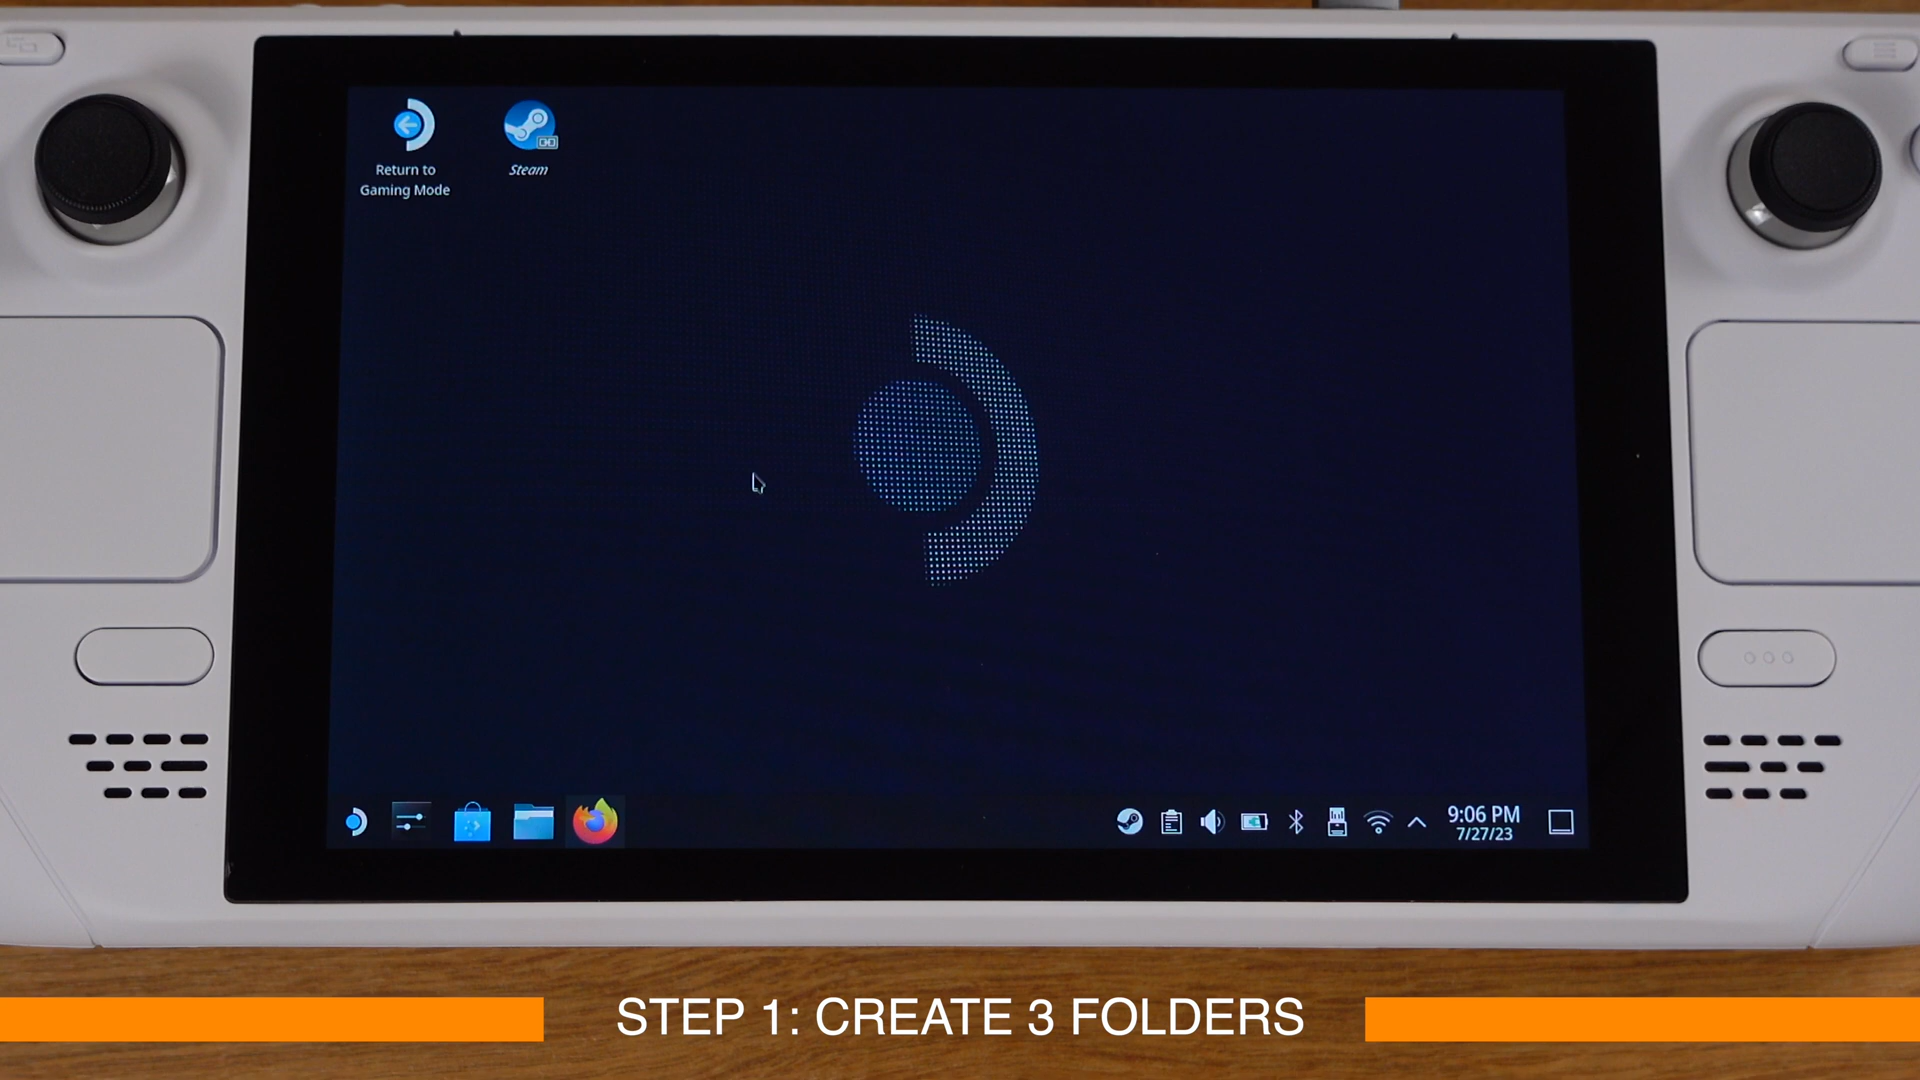 Return to
Gaming Mode
Steam
9:06 PM
7/27/23
STEP 1: CREATE 3 FOLDERS